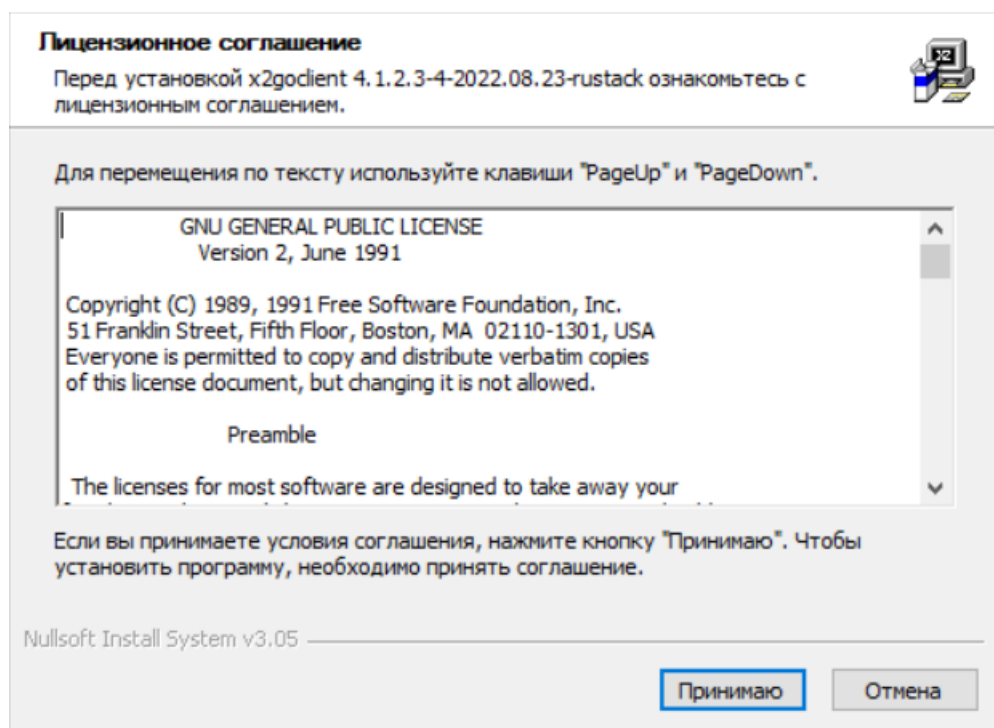 Лицензионное соглашение
Перед установкой x2goclient 4.1.2.3-4-2022.08.23-rustack ознакомьтесь с
лицензионным соглашением.
X2
Для перемещения по тексту используйте клавиши "PageUp" и "PageDown".
GNU GENERAL PUBLIC LICENSE
Version 2, June 1991
Copyright (C) 1989, 1991 Free Software Foundation, Inc.
51 Franklin Street, Fifth Floor, Boston, MA  02110-1301, USA
Everyone is permitted to copy and distribute verbatim copies
of this license document, but changing it is not allowed.
Preamble
The licenses for most software are designed to take away your
Если вы принимаете условия соглашения, нажмите кнопку "Принимаю". Чтобы
установить программу, необходимо принять соглашение.
Nullsoft Install System v3.05
Принимаю
Отмена